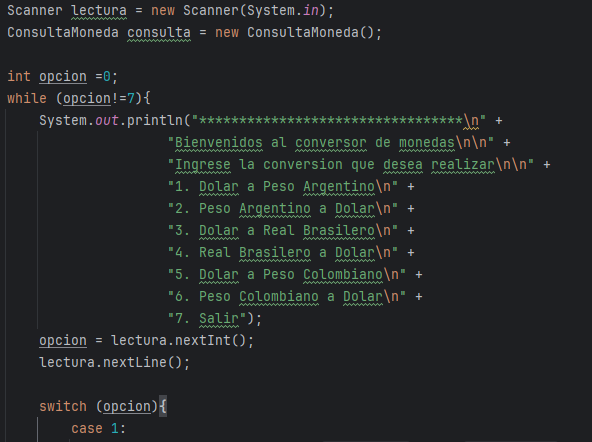 Scanner lectura = new Scanner(System.in);
ConsultaMoneda consulta = new ConsultaMoneda();
int opcion =0;
while (opcion!=7){
System.out.println("*********************************\n" +
"Bienvenidos al conversor de monedas\n\n" +
"Ingrese la conversion que desea realizar\n\n" +
"1. Dolar a Peso Argentino\n" +
"2. Peso Argentino a Dolar\n" +
"3. Dolar a Real Brasilero\n" +
"4. Real Brasilero a Dolar\n" +
"5. Dolar a Peso Colombiano\n" +
"6. Peso Colombiano a Dolar\n" +
"7. Salir");
opcion = lectura.nextInt();
lectura.nextLine();
switch (opcion){
case 1: